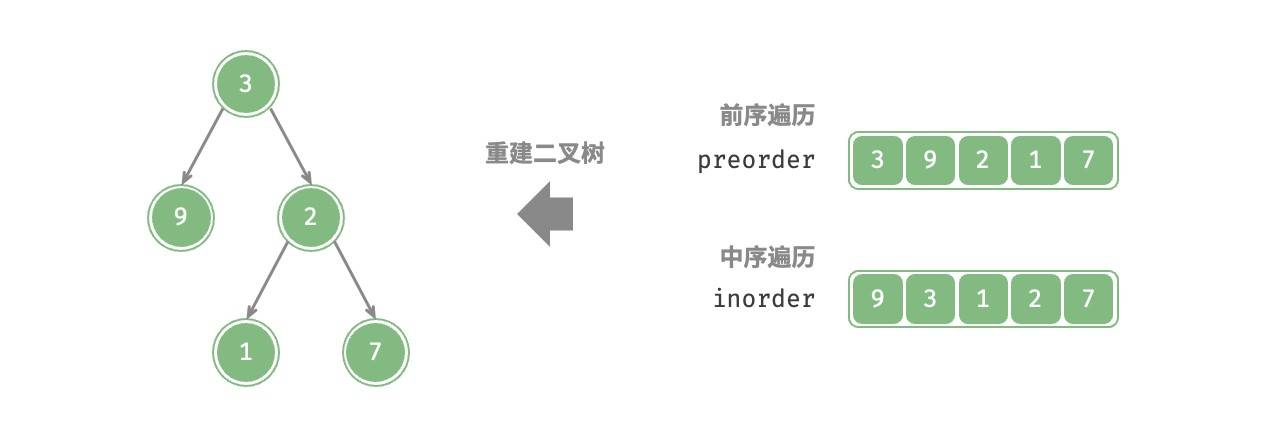 3
9 2
1 7
重建二叉树
前序遍历
preorder 3 9 2 1 7
中序遍历
inorder 9 3 1 2 7